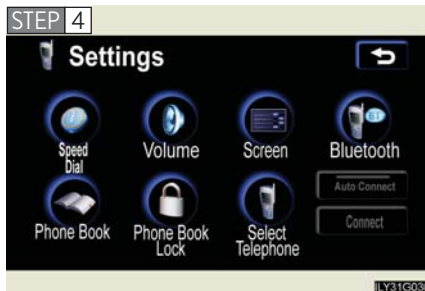 STEP 4
Settings
Speed
Dial
Volume
Screen
Bluetooth
Phone Book
Phone Book
Lock
Select
Telephone
Auto Connect
Connect
ILY31G03